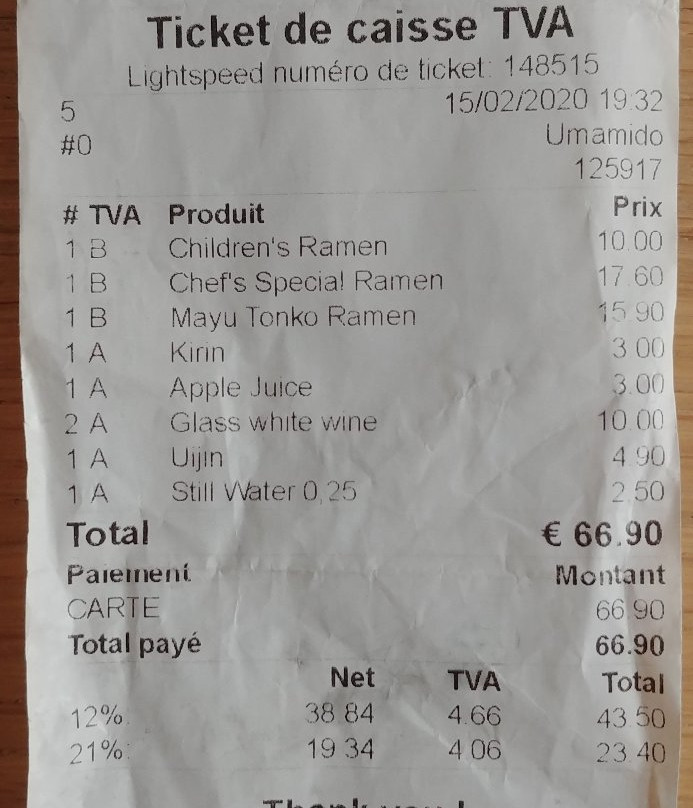 Ticket de caisse TVA
Lightspeed numéro de ticket: 148515
5 15/02/2020 19:32
#0 Umamido
125917
# TVA Produit Prix
1 B Children's Ramen 10.00
1 B Chef's Special Ramen 17.60
1 B Mayu Tonko Ramen 15.90
1 A Kirin 3.00
1 A Apple Juice 3.00
2 A Glass white wine 10.00
1 A Uijin 4.90
1 A Still Water 0,25 2.50
Total € 66.90
Paiement Montant
CARTE 66.90
Total payé 66.90
Net TVA Total
12%: 38.84 4.66 43.50
21%: 19.34 4.06 23.40
Thank you !